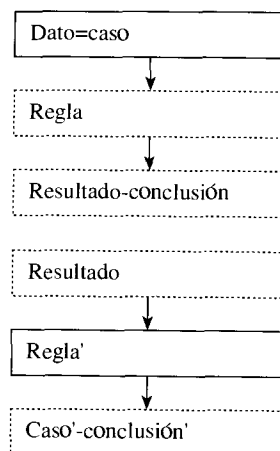 Dato=caso
Regla
Resultado-conclusión
Resultado
Regla'
Caso'-conclusión'